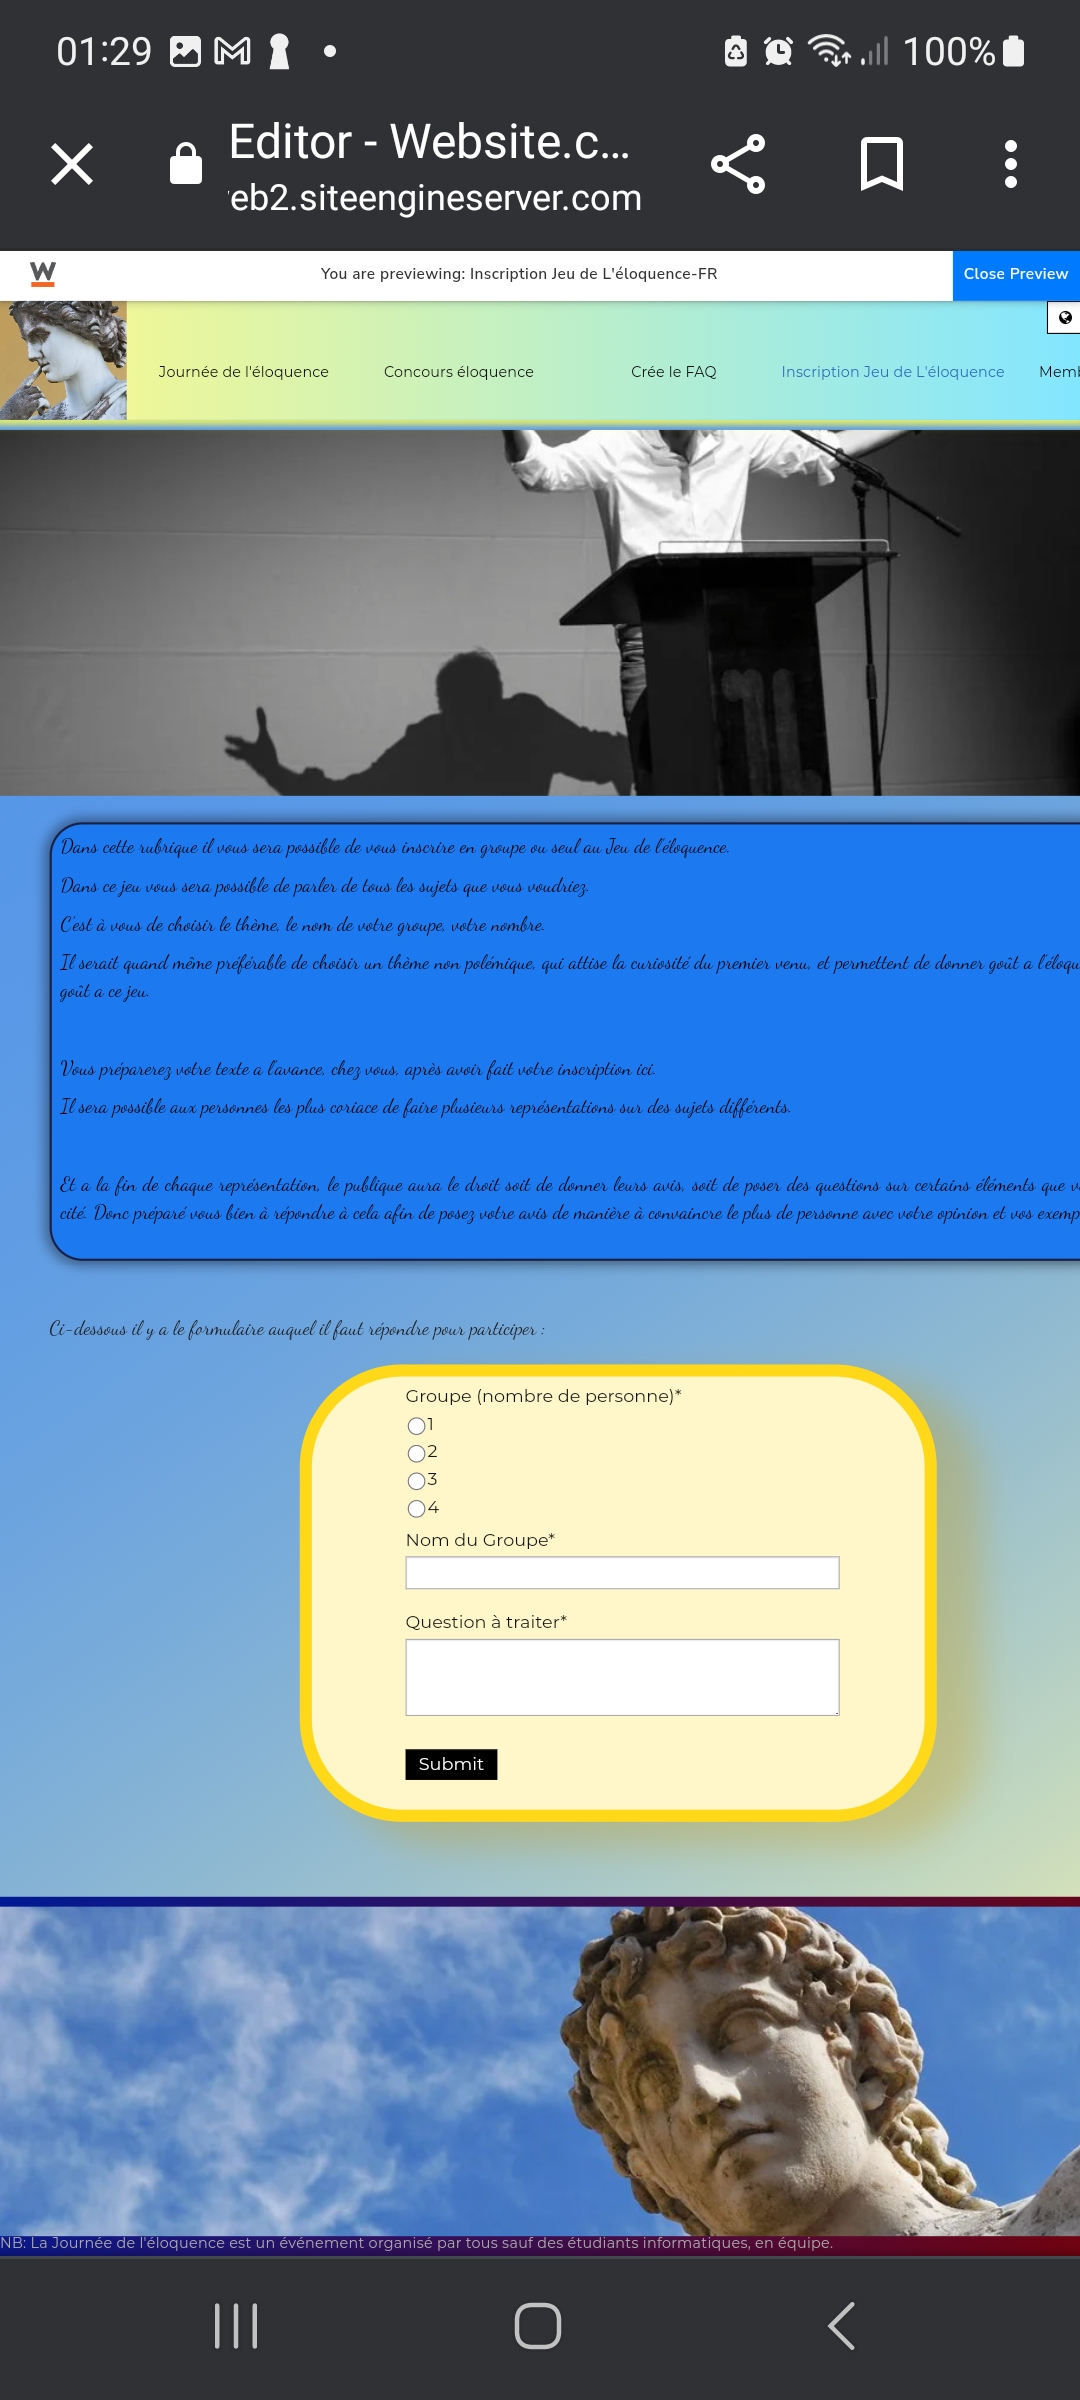 01:29
100%
Editor - Website.c...
eb2.siteengineserver.com
W
You are previewing: Inscription Jeu de L'éloquence-FR
Close Preview
Journée de l'éloquence
Concours éloquence
Crée le FAQ
Inscription Jeu de L'éloquence
Memb
Dans cette rubrique il vous sera possible de vous inscrire en groupe ou seul au Jeu de l'éloquence.
Dans ce jeu vous sera possible de parler de tous les sujets que vous voudriez.
C'est à vous de choisir le thème, le nom de votre groupe, votre nombre.
Il serait quand même préférable de choisir un thème non polémique, qui attise la curiosité du premier venu, et permettent de donner goût a l'éloqu
goût a ce jeu.
Vous préparerez votre texte a l'avance, chez vous, après avoir fait votre inscription ici.
Il sera possible aux personnes les plus coriace de faire plusieurs représentations sur des sujets différents.
Et a la fin de chaque représentation, le publique aura le droit soit de donner leurs avis, soit de poser des questions sur certains éléments que v
cité. Donc préparé vous bien à répondre à cela afin de posez votre avis de manière à convaincre le plus de personne avec votre opinion et vos exemp
Ci-dessous il y a le formulaire auquel il faut répondre pour participer :
Groupe (nombre de personne)*
1
2
3
4
Nom du Groupe*
Question à traiter*
Submit
NB: La Journée de l'éloquence est un événement organisé par tous sauf des étudiants informatiques, en équipe.